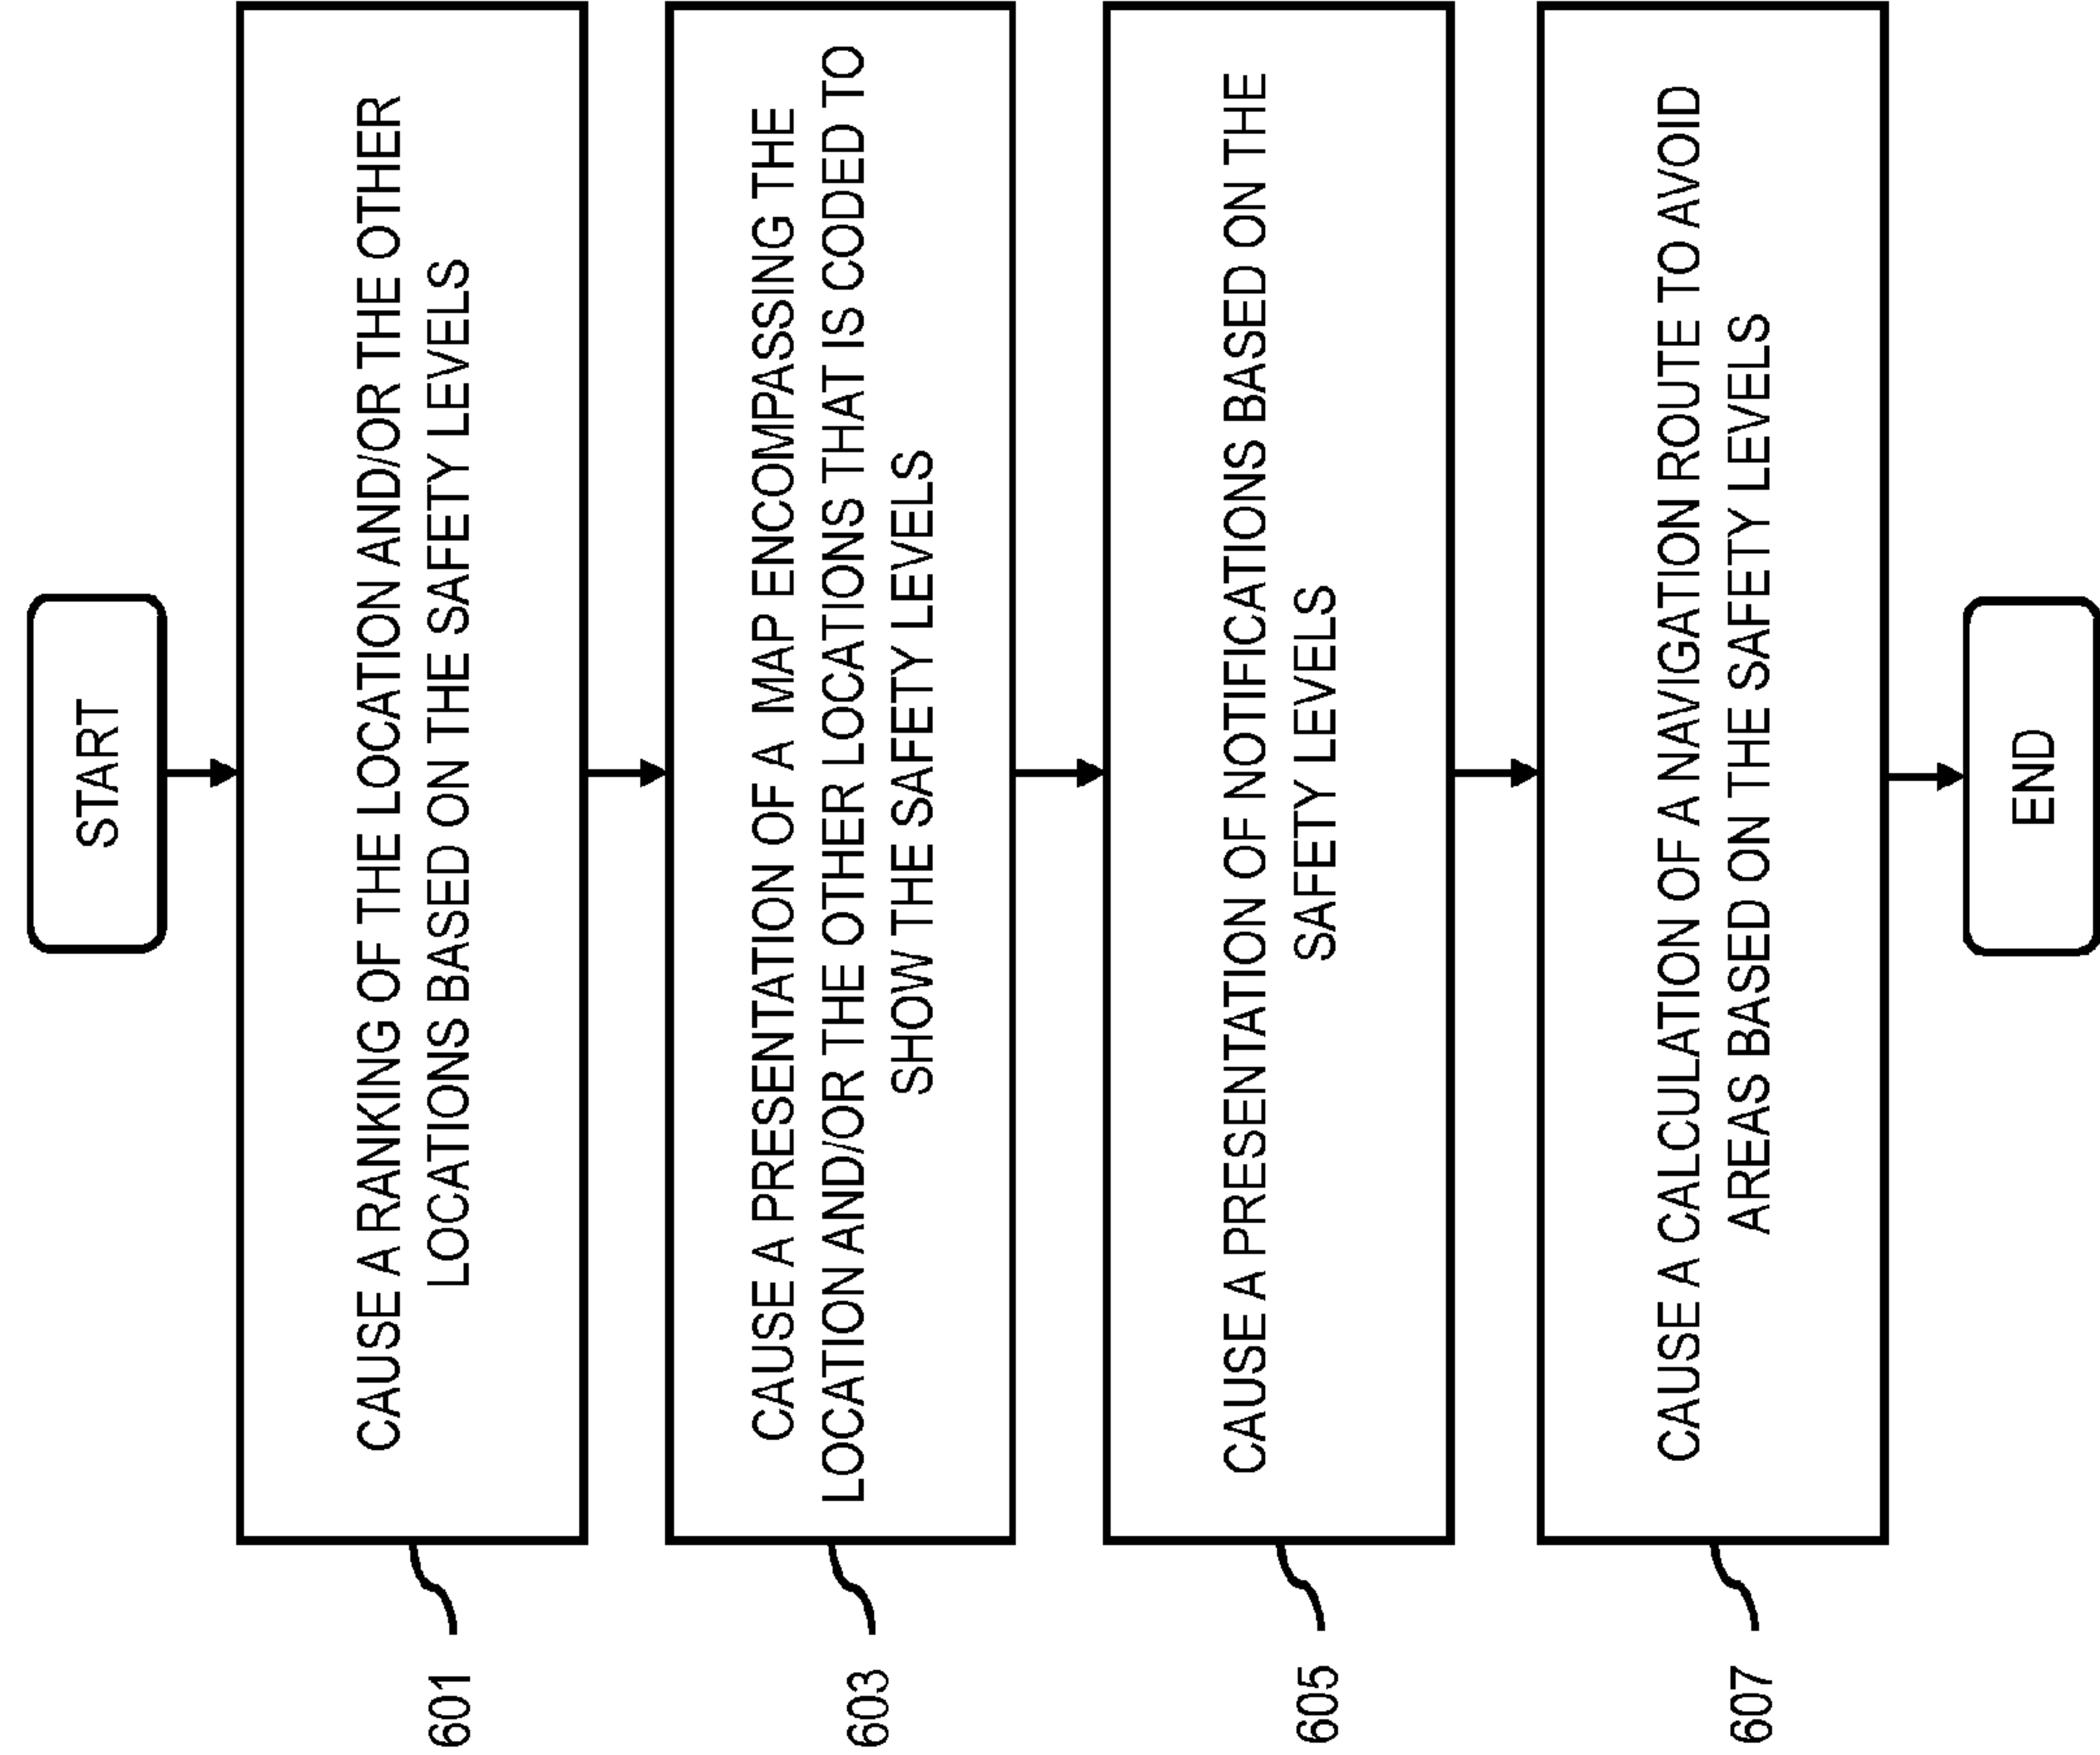 START
CAUSE A RANKING OF THE LOCATION AND/OR THE OTHER
LOCATIONS BASED ON THE SAFETY LEVELS
601
CAUSE A PRESENTATION OF A MAP ENCOMPASSING THE
LOCATION AND/OR THE OTHER LOCATIONS THAT IS CODED TO
SHOW THE SAFETY LEVELS
603
CAUSE A PRESENTATION OF NOTIFICATIONS BASED ON THE
SAFETY LEVELS
605
CAUSE A CALCULATION OF A NAVIGATION ROUTE TO AVOID
AREAS BASED ON THE SAFETY LEVELS
607
END